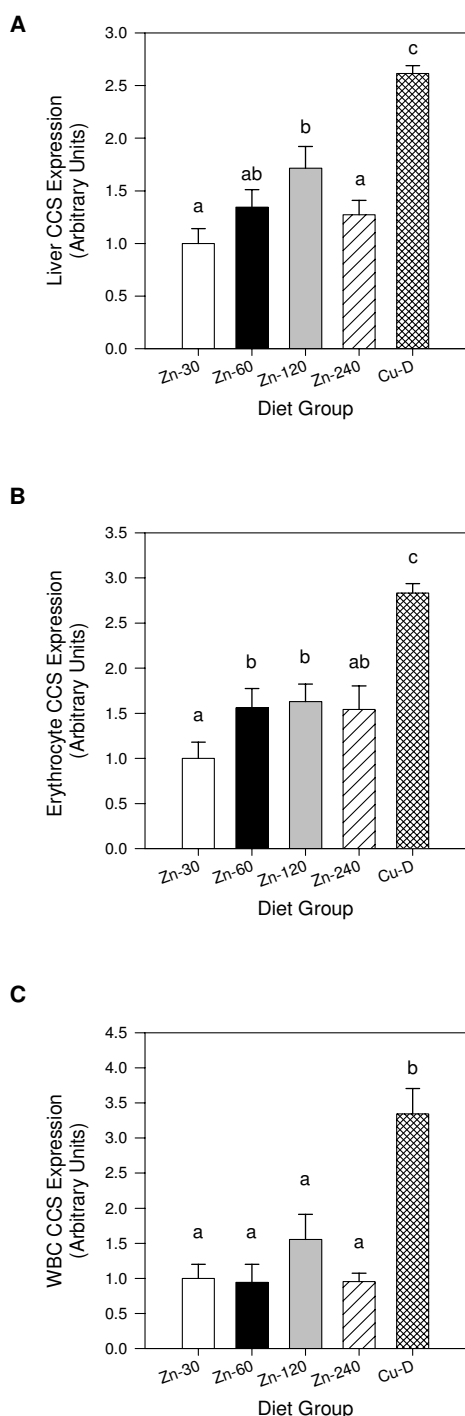 A
Liver CCS Expression
(Arbitrary Units)
3.0
2.5
2.0
1.5
1.0
0.5
0.0
a
ab
b
a
c
Zn-30
Zn-60
Zn-120
Zn-240
Cu-D
Diet Group
B
Erythrocyte CCS Expression
(Arbitrary Units)
3.5
3.0
2.5
2.0
1.5
1.0
0.5
0.0
a
b
b
ab
c
Zn-30
Zn-60
Zn-120
Zn-240
Cu-D
Diet Group
C
WBC CCS Expression
(Arbitrary Units)
4.5
4.0
3.5
3.0
2.5
2.0
1.5
1.0
0.5
0.0
a
a
a
a
b
Zn-30
Zn-60
Zn-120
Zn-240
Cu-D
Diet Group